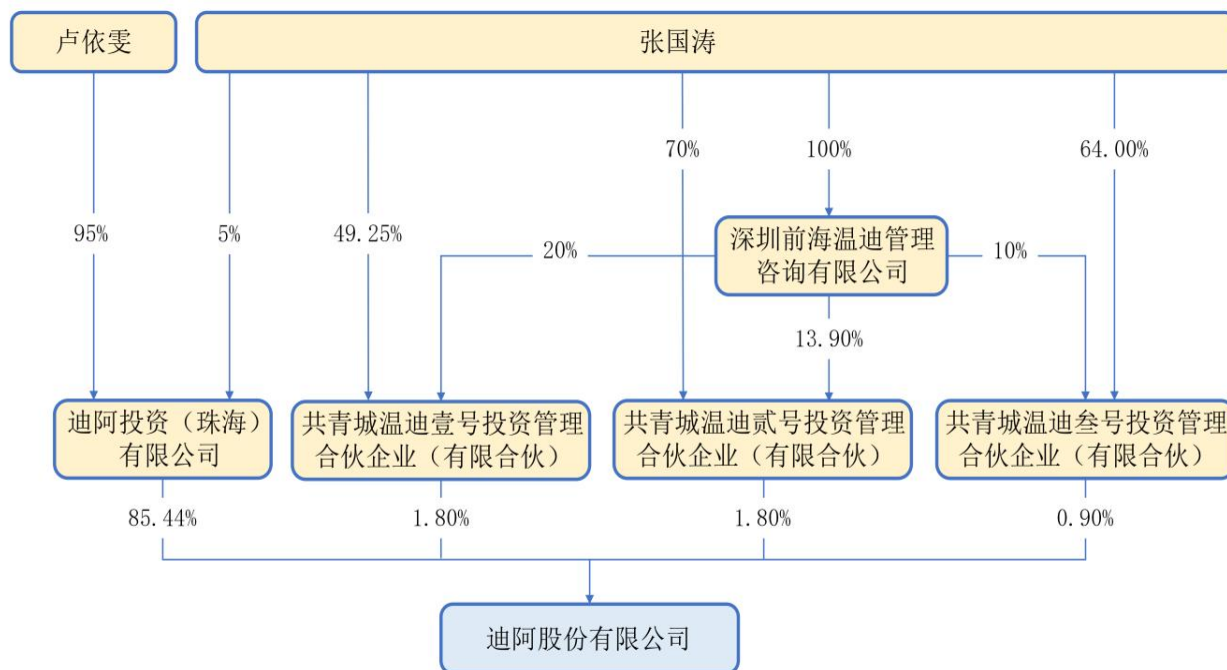 卢依雯
张国涛
70%
100%
64.00%
95%
5%
49.25%
20%
深圳前海温迪管理
咨询有限公司
10%
13.90%
迪阿投资（珠海）
有限公司
共青城温迪壹号投资管理
合伙企业（有限合伙）
共青城温迪贰号投资管理
合伙企业（有限合伙）
共青城温迪叁号投资管理
合伙企业（有限合伙）
85.44%
1.80%
1.80%
0.90%
迪阿股份有限公司